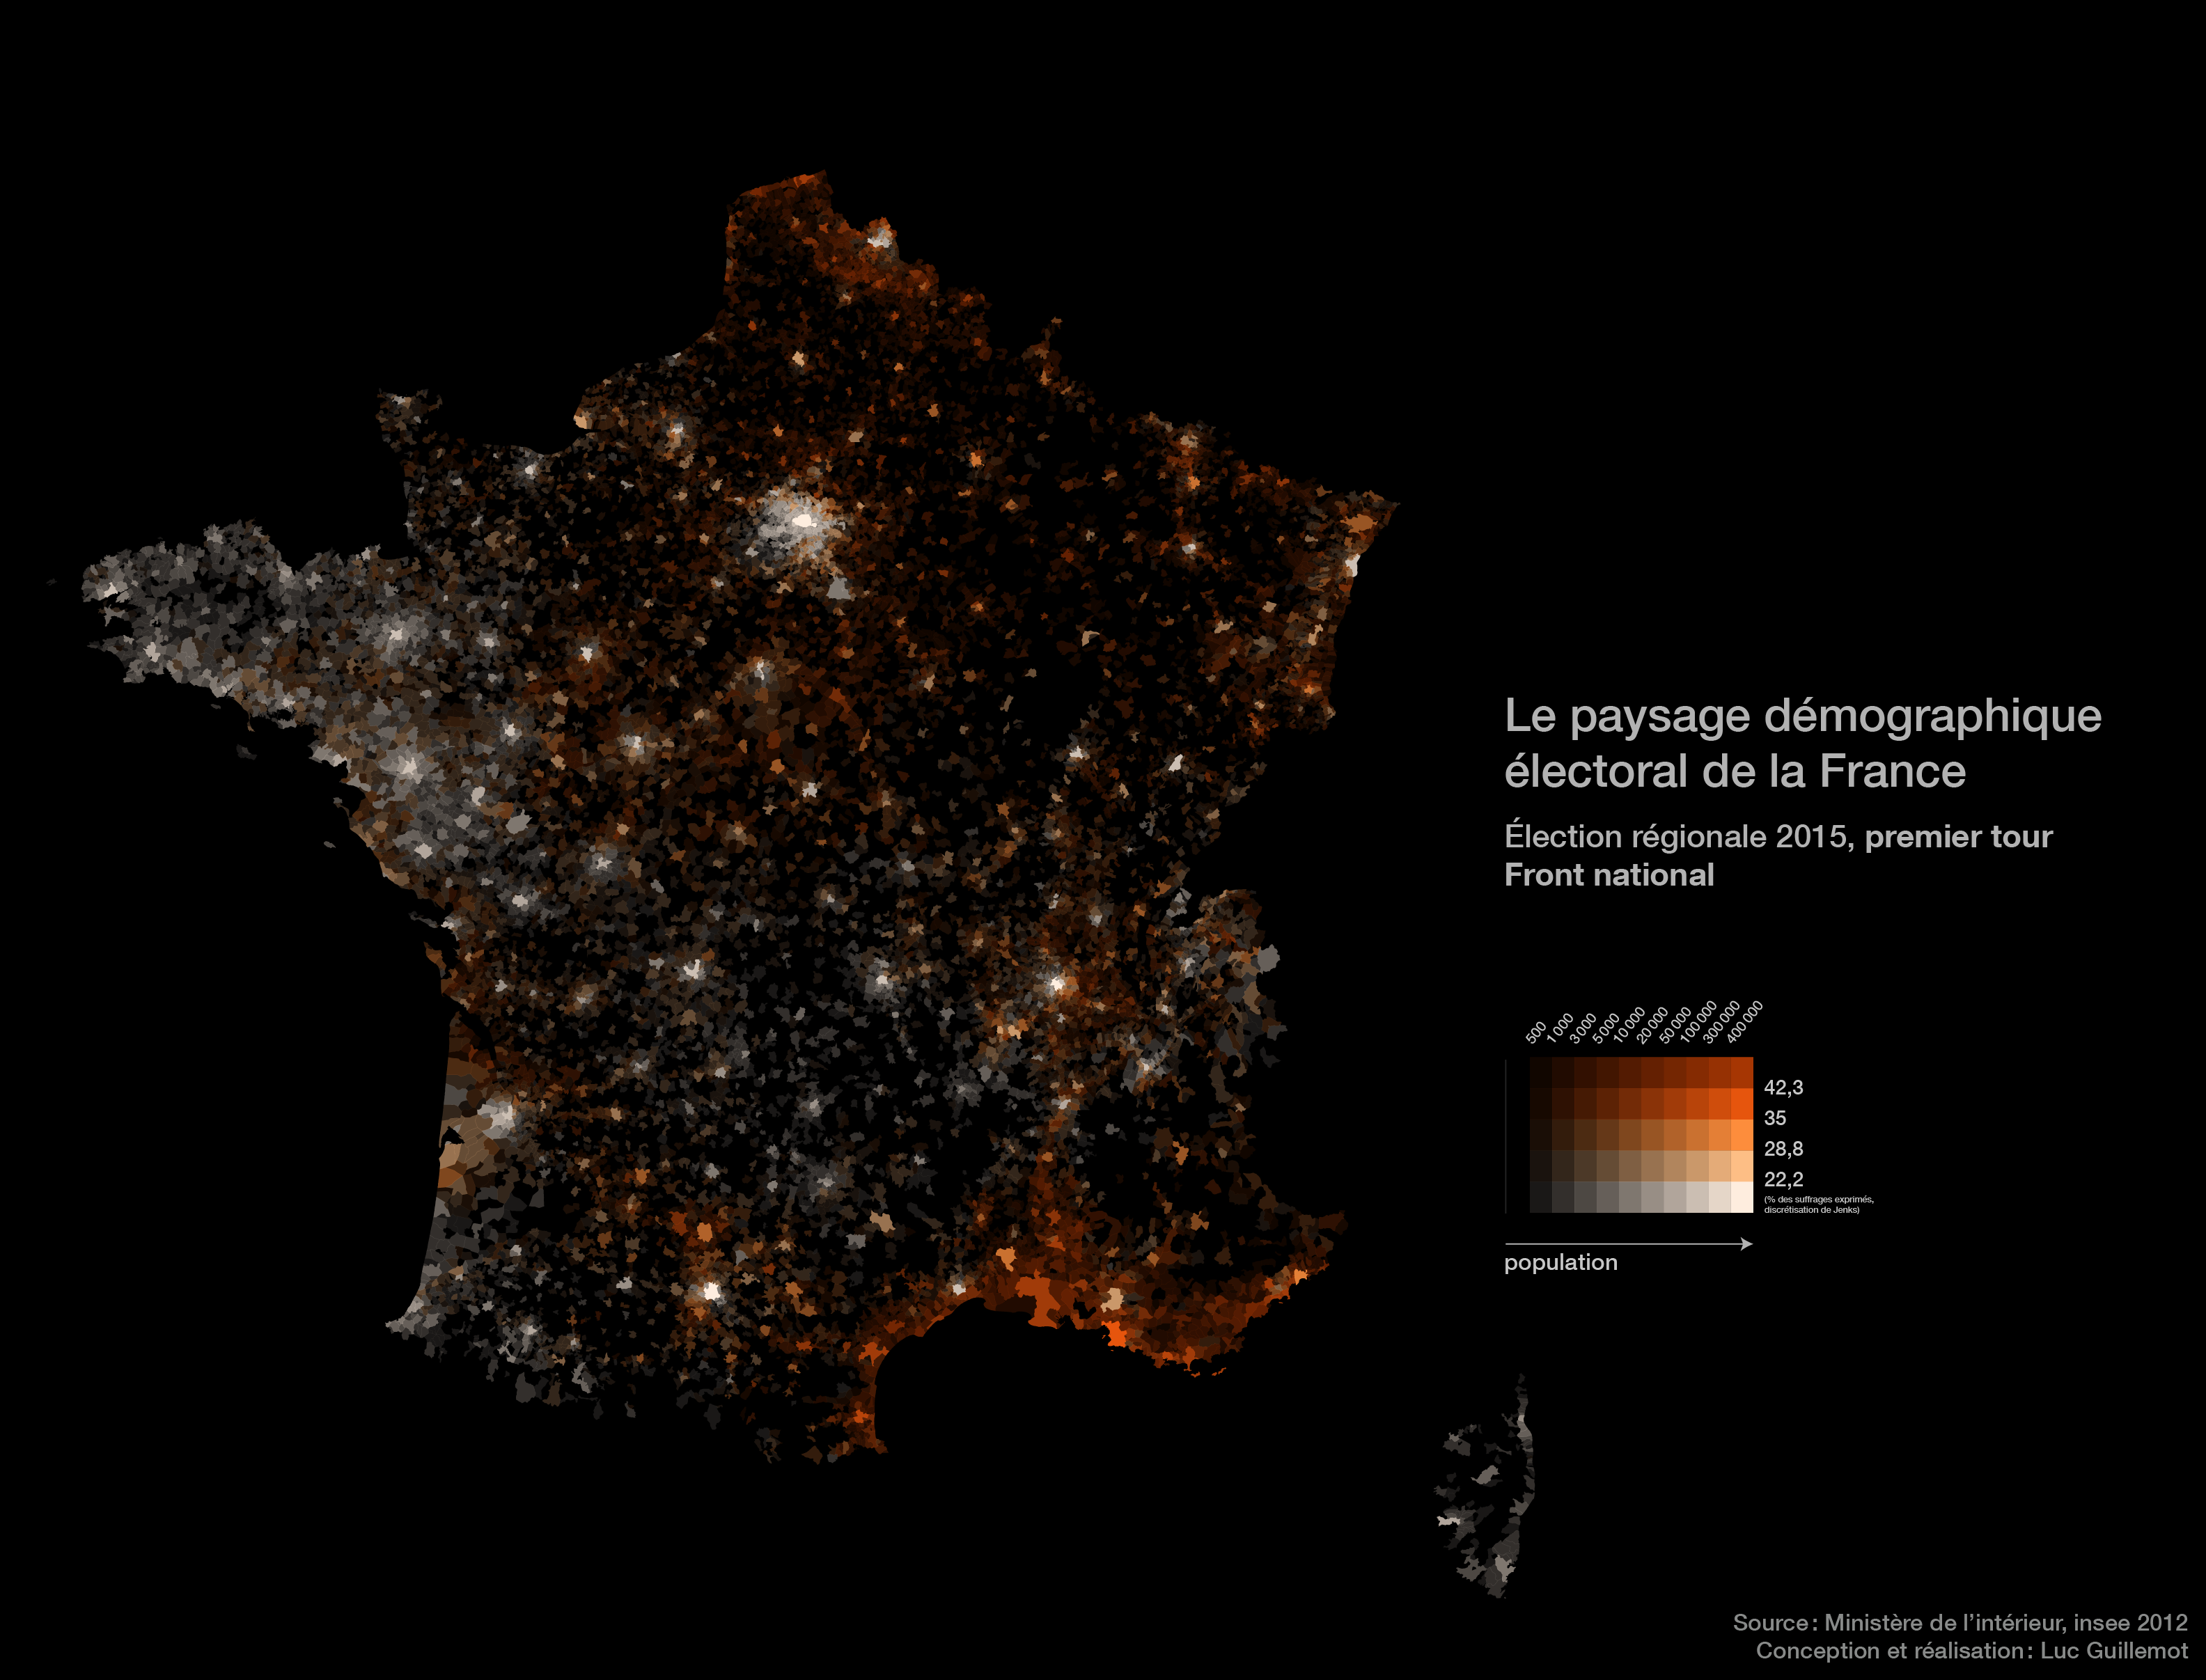 Le paysage démographique
électoral de la France
Élection régionale 2015, premier tour
Front national
500
1 000
3 000
5 000
10 000
20 000
50 000
100 000
300 000
400 000
42,3
35
28,8
22,2
(% des suffrages exprimés,
discrétisation de Jenks)
population
Source : Ministère de l’intérieur, insee 2012
Conception et réalisation : Luc Guillemot